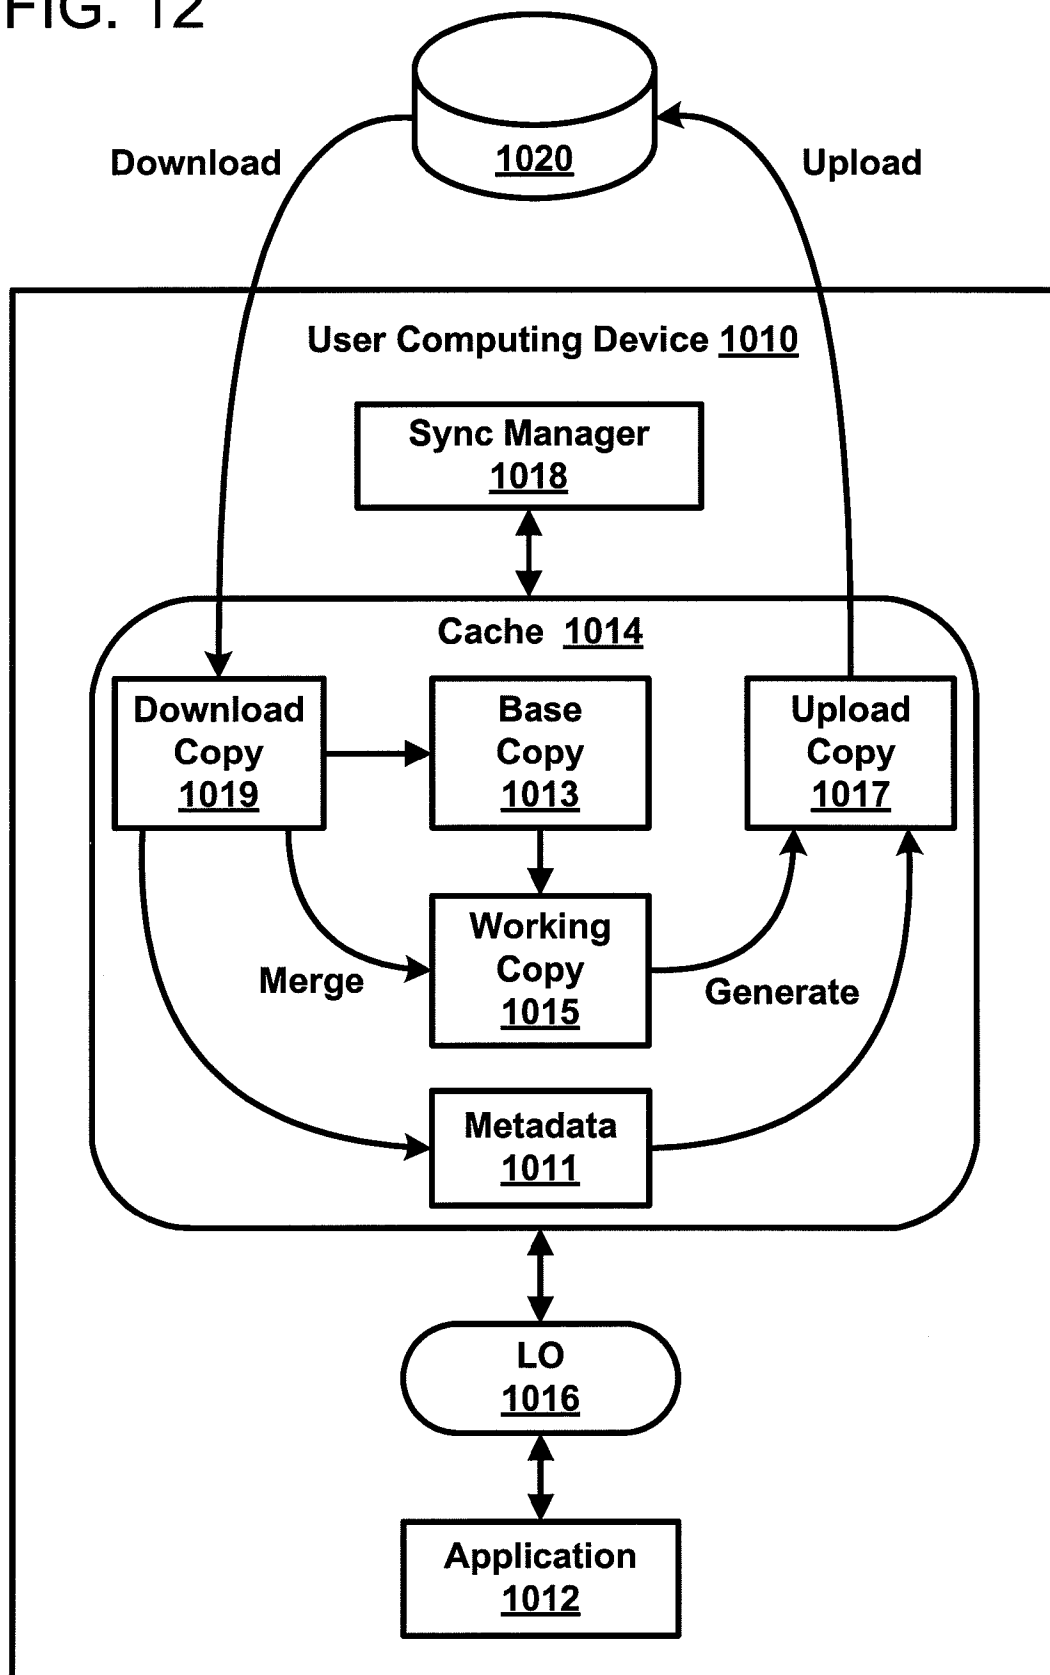 FIG. 12
1020
Download
Upload
User Computing Device 1010
Sync Manager
1018
Cache 1014
Download
Copy
1019
Base
Copy
1013
Upload
Copy
1017
Working
Copy
1015
Merge
Generate
Metadata
1011
LO
1016
Application
1012